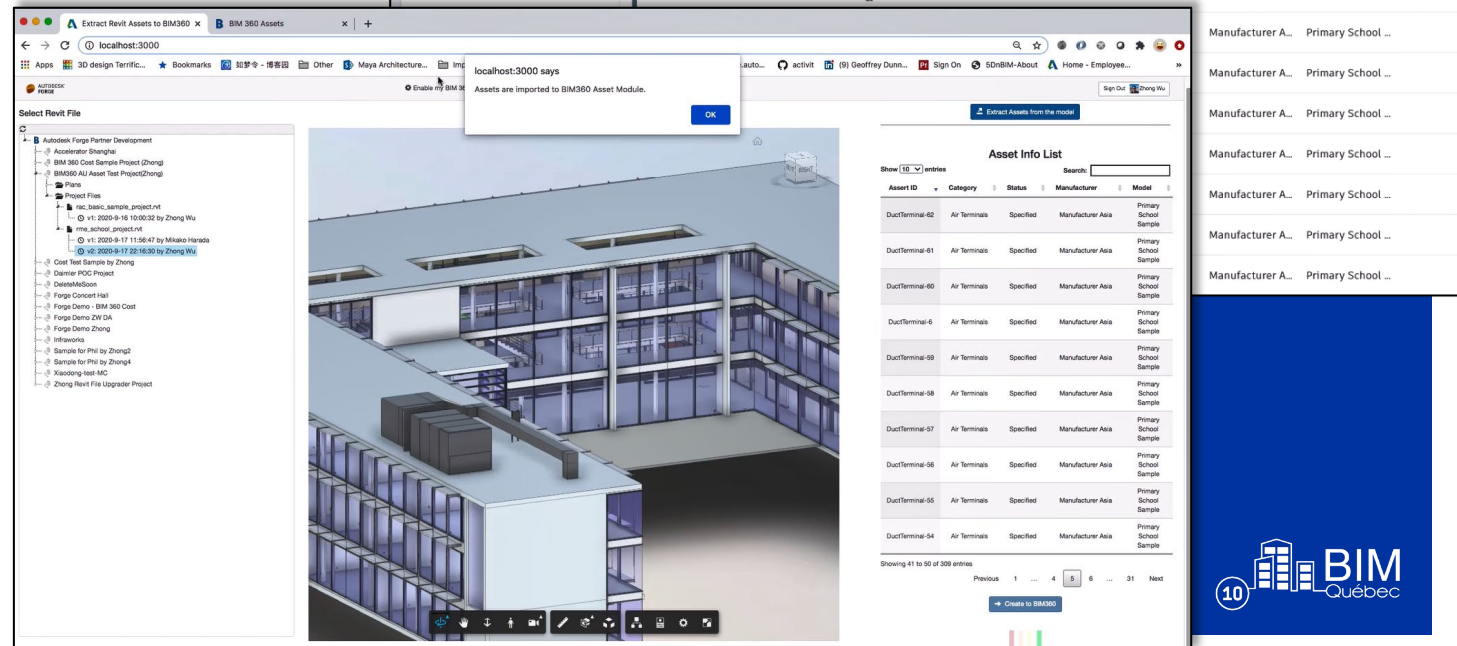 Extract Revit Assets to BIM360
BIM 360 Assets
localhost:3000
Apps
3D design Terrific...
Bookmarks
如梦令 - 博客园
Other
Maya Architecture...
.auto...
activit
(9) Geoffrey Dunn...
Sign On
5DnBIM-About
Home - Employee...
»
localhost:3000 says
Assets are imported to BIM360 Asset Module.
OK
AUTODESK
FORGE
Enable my BIM 36
Sign Out
Zhong Wu
Select Revit File
Autodesk Forge Partner Development
Accelerator Shanghai
BIM 360 Cost Sample Project (Zhong)
BIM360 AU Asset Test Project(Zhong)
Plans
Project Files
rac_basic_sample_project.rvt
v1: 2020-9-16 10:00:32 by Zhong Wu
rme_school_project.rvt
v1: 2020-9-17 11:56:47 by Mikako Harada
v2: 2020-9-17 22:16:30 by Zhong Wu
Cost Test Sample by Zhong
Daimler POC Project
DeleteMeSoon
Forge Concert Hall
Forge Demo - BIM 360 Cost
Forge Demo ZW DA
Forge Demo Zhong
Infraworks
Sample for Phil by Zhong2
Sample for Phil by Zhong4
Xiaodong-test-MC
Zhong Revit File Upgrader Project
RIGHT
Extract Assets from the model
Asset Info List
Show 10 entries
Search:
Assert ID Category Status Manufacturer Model
DuctTerminal-62 Air Terminals Specified Manufacturer Asia Primary School Sample
DuctTerminal-61 Air Terminals Specified Manufacturer Asia Primary School Sample
DuctTerminal-60 Air Terminals Specified Manufacturer Asia Primary School Sample
DuctTerminal-6 Air Terminals Specified Manufacturer Asia Primary School Sample
DuctTerminal-59 Air Terminals Specified Manufacturer Asia Primary School Sample
DuctTerminal-58 Air Terminals Specified Manufacturer Asia Primary School Sample
DuctTerminal-57 Air Terminals Specified Manufacturer Asia Primary School Sample
DuctTerminal-56 Air Terminals Specified Manufacturer Asia Primary School Sample
DuctTerminal-55 Air Terminals Specified Manufacturer Asia Primary School Sample
DuctTerminal-54 Air Terminals Specified Manufacturer Asia Primary School Sample
Showing 41 to 50 of 309 entries
Previous 1 ... 4 5 6 ... 31 Next
Create to BIM360
Manufacturer A... Primary School ...
Manufacturer A... Primary School ...
Manufacturer A... Primary School ...
Manufacturer A... Primary School ...
Manufacturer A... Primary School ...
Manufacturer A... Primary School ...
Manufacturer A... Primary School ...
10
BIM
Québec